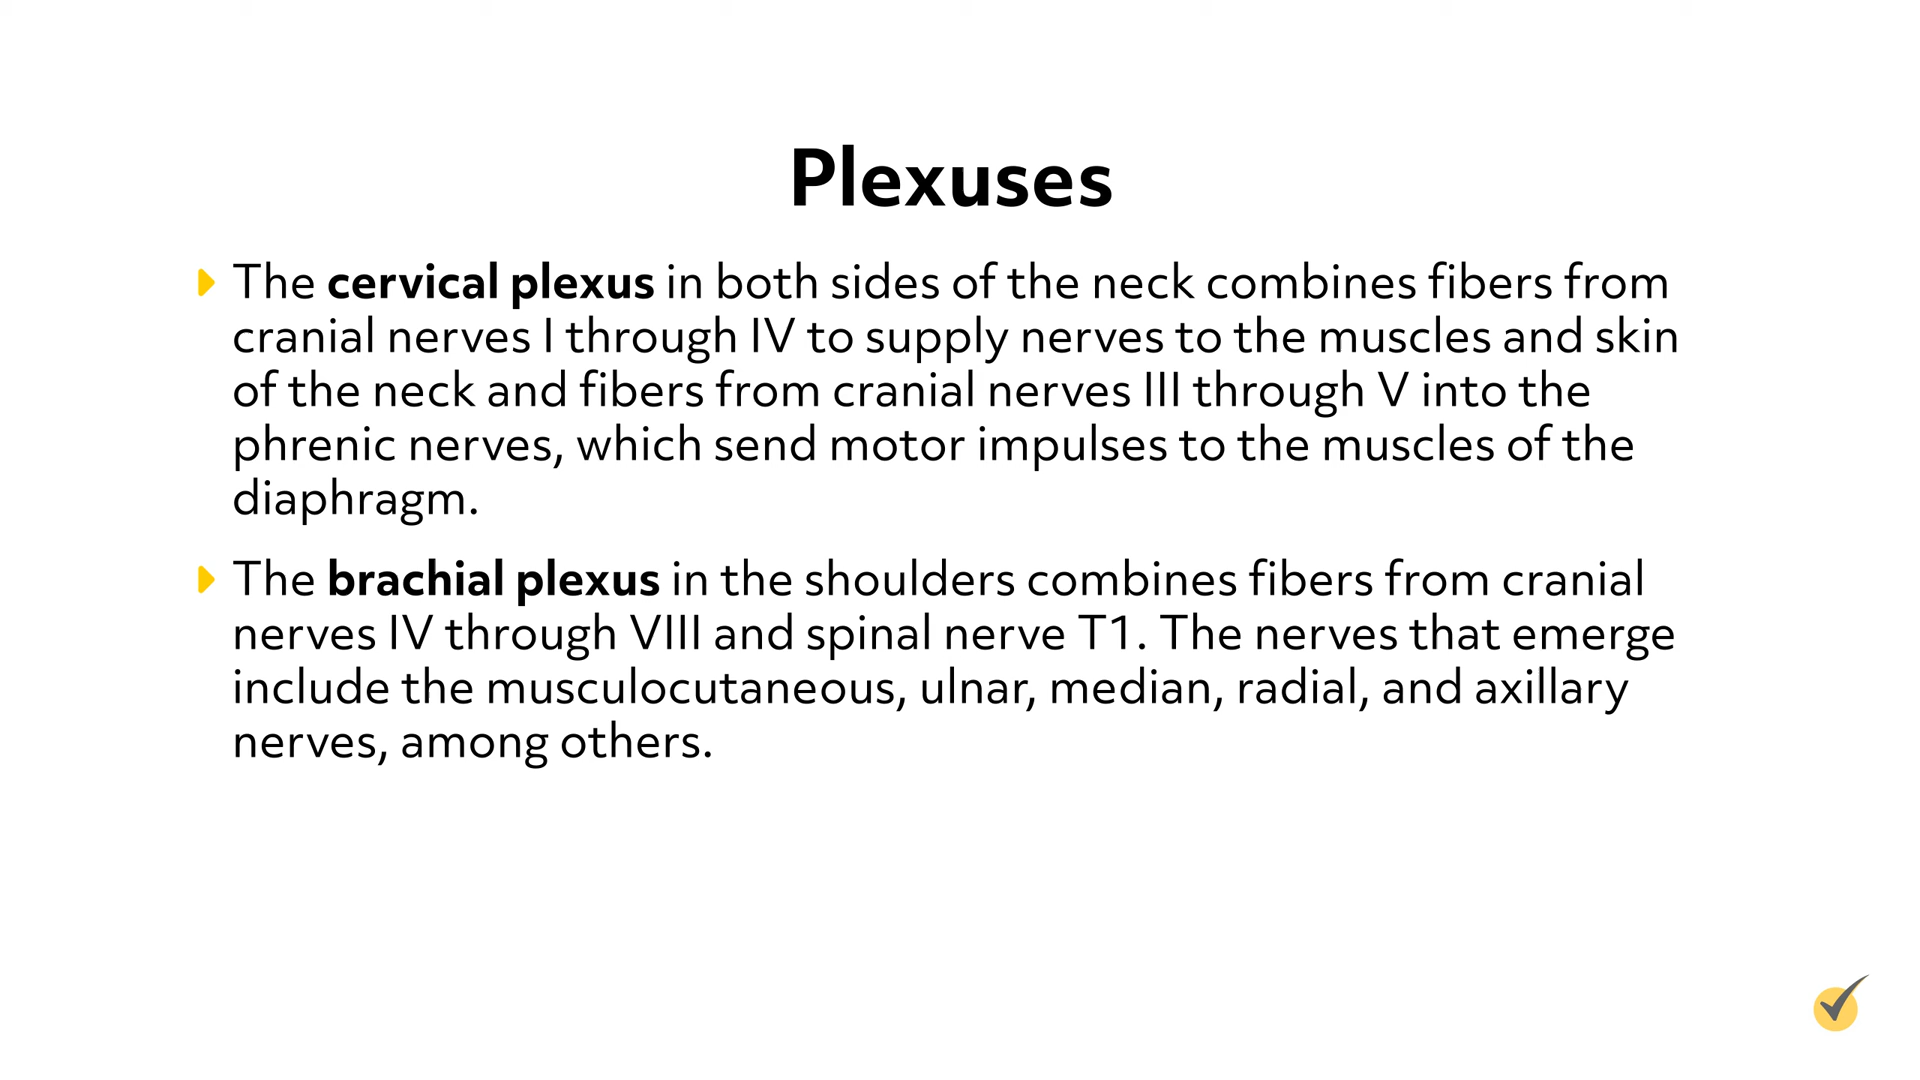 Plexuses
The cervical plexus in both sides of the neck combines fibers from
cranial nerves I through IV to supply nerves to the muscles and skin
of the neck and fibers from cranial nerves III through V into the
phrenic nerves, which send motor impulses to the muscles of the
diaphragm.
The brachial plexus in the shoulders combines fibers from cranial
nerves IV through VIII and spinal nerve T1. The nerves that emerge
include the musculocutaneous, ulnar, median, radial, and axillary
nerves, among others.